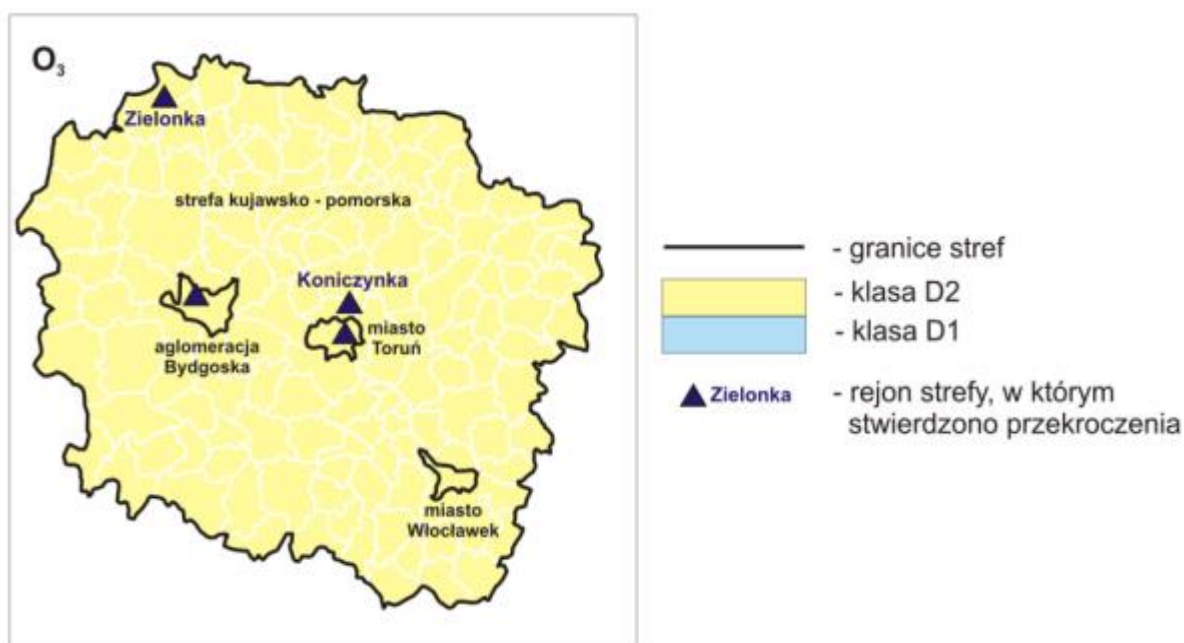 O₃
Zielonka
strefa kujawsko - pomorska
Koniczynka
aglomeracja
Bydgoska
miasto
Toruń
miasto
Włocławek
- granice stref
- klasa D2
- klasa D1
Zielonka - rejon strefy, w którym
stwierdzono przekroczenia